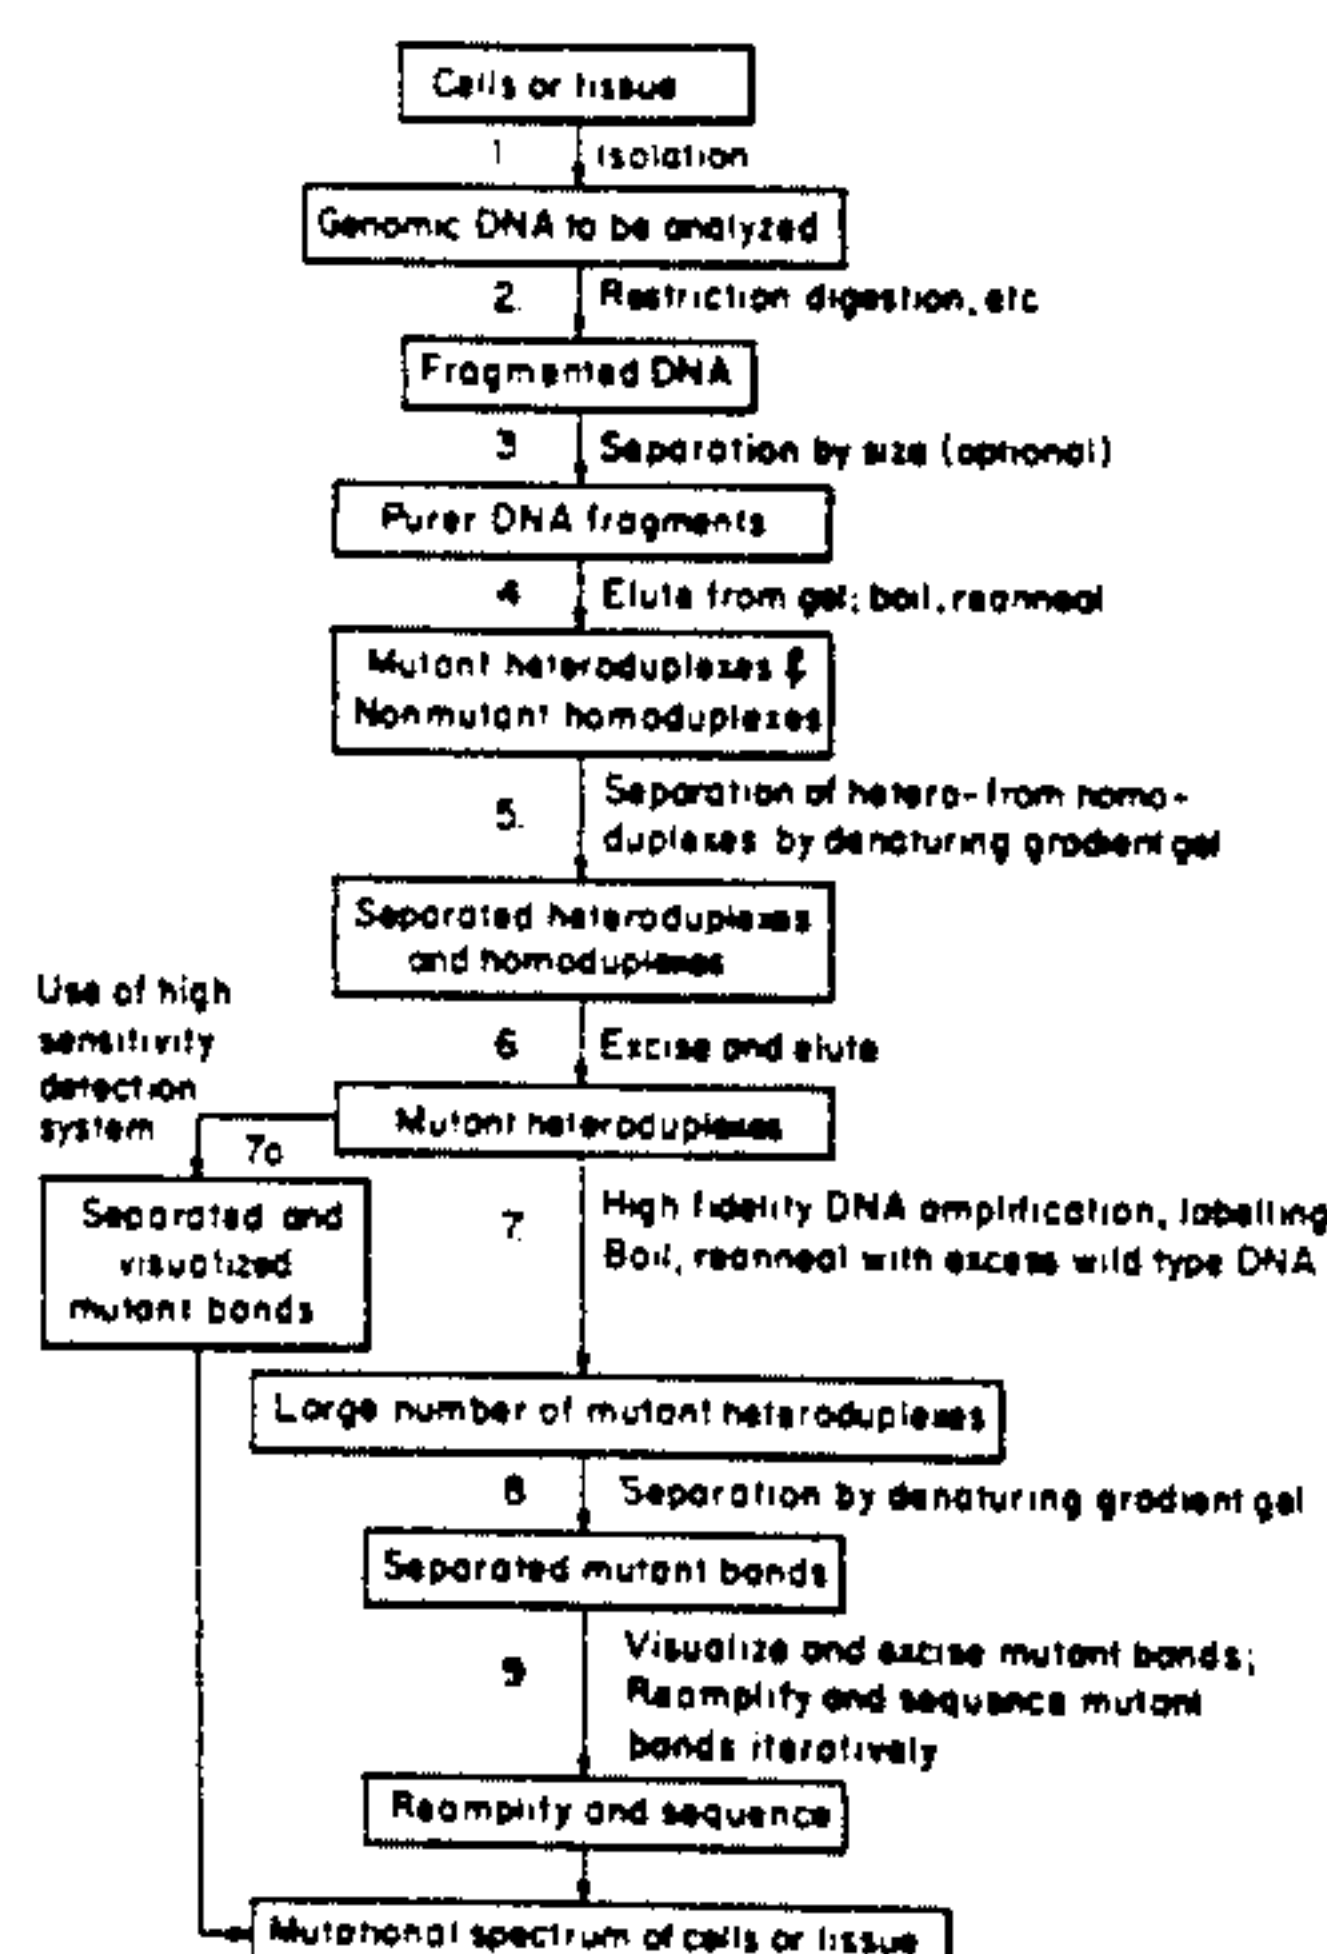 Cells or tissue
1 Isolation
Genomic DNA to be analyzed
2. Restriction digestion, etc
Fragmented DNA
3 Separation by size (optional)
Purer DNA fragments
4 Elute from gel; boil, reanneal
Mutant heteroduplexes &
Nonmutant homoduplexes
5. Separation of hetero- from homo-
duplexes by denaturing gradient gel
Separated heteroduplexes
and homoduplexes
6 Excise and elute
Mutant heteroduplexes
Use of high
sensitivity
detection
system
7a
Separated and
visualized
mutant bands
7. High fidelity DNA amplification, labelling
Boil, reanneal with excess wild type DNA
Large number of mutant heteroduplexes
8 Separation by denaturing gradient gel
Separated mutant bands
9 Visualize and excise mutant bands;
Reamplify and sequence mutant
bands iteratively
Reamplify and sequence
Mutational spectrum of cells or tissue